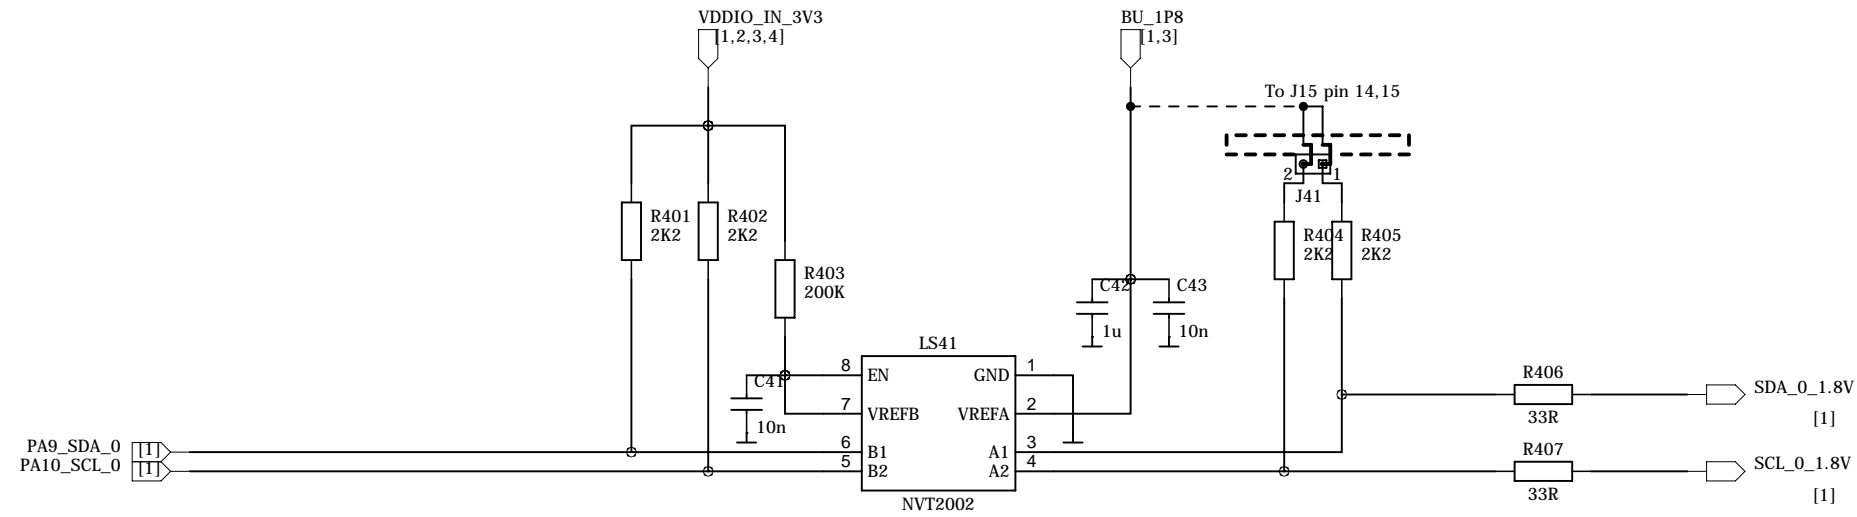 VDDIO_IN_3V3
[1,2,3,4]
BU_1P8
[1,3]
To J15 pin 14,15
2
1
J41
R401
2K2
R402
2K2
R404
2K2
R405
2K2
R403
200K
C42
1u
C43
10n
LS41
8
EN
GND
1
C41
10n
7
VREFB
VREFA
2
6
B1
A1
3
5
B2
A2
4
NVT2002
PA9_SDA_0
[1]
PA10_SCL_0
[1]
R406
33R
SDA_0_1.8V
[1]
R407
33R
SCL_0_1.8V
[1]